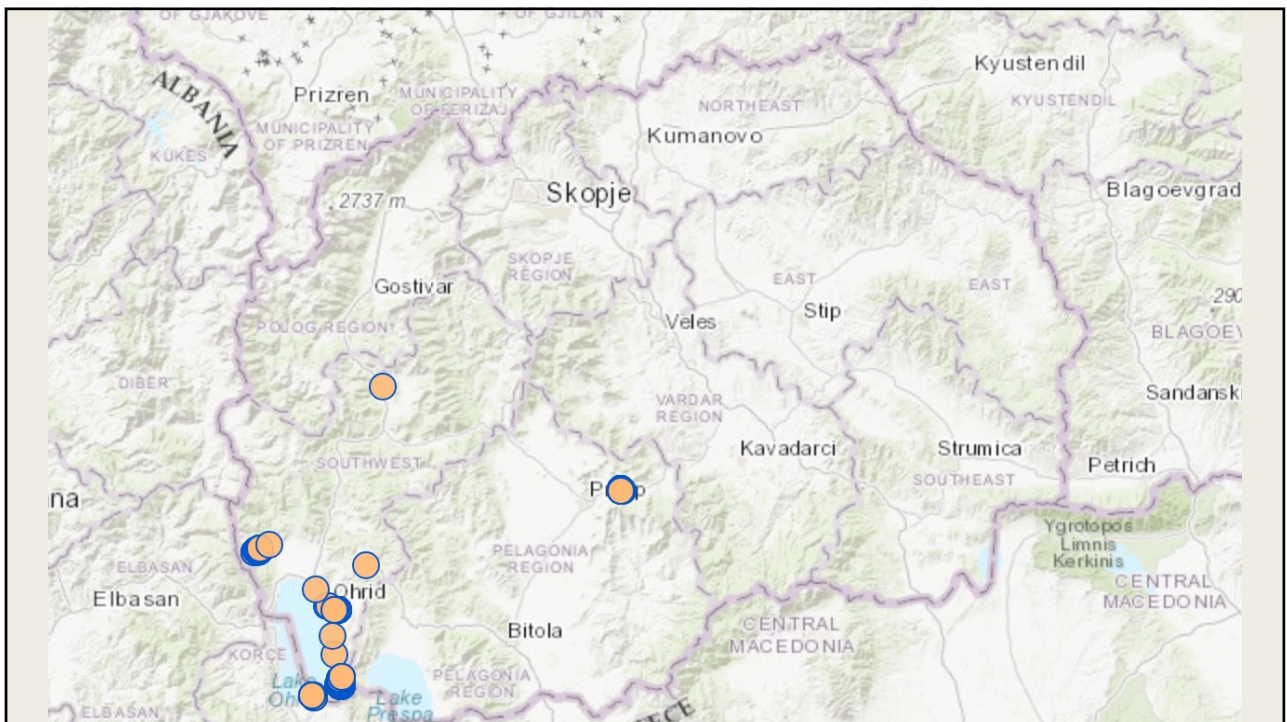 OF GJAKOVE
OF GJILAN
Kyustendil
ALBANIA
Prizren
MUNICIPALITY
OF FERIZAJ
NORTHEAST
KYUSTENDIL
MUNICIPALITY
OF PRIZREN
Kumanovo
KUKES
Skopje
Blagoevgrad
2737 m
SKOPJE
REGION
EAST
EAST
Gostivar
290
Stip
POLOG REGION
Veles
BLAGOEV
DIBER
Sandansk
VARDAR
REGION
Kavadarci
Strumica
SOUTHWEST
Petrich
SOUTHEAST
na
PELAGONIA
REGION
Ygrotopos
Limnis
Kerkinis
ELBASAN
Elbasan
Ohrid
CENTRAL
MACEDONIA
Bitola
CENTRAL
MACEDONIA
KORCE
PELAGONIA
REGION
Lake
Lake
Prespa
ELBASAN
ECE